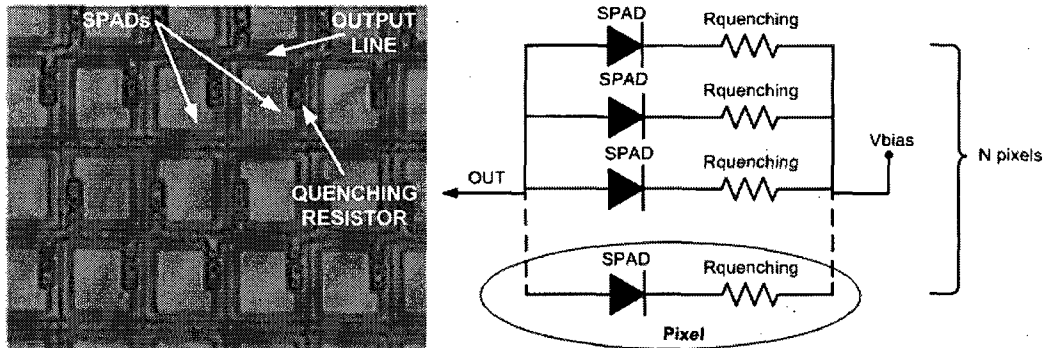 SPADs
OUTPUT
LINE
QUENCHING
RESISTOR
SPAD
Rquenching
SPAD
Rquenching
SPAD
Rquenching
OUT
Vbias
N pixels
SPAD
Rquenching
Pixel